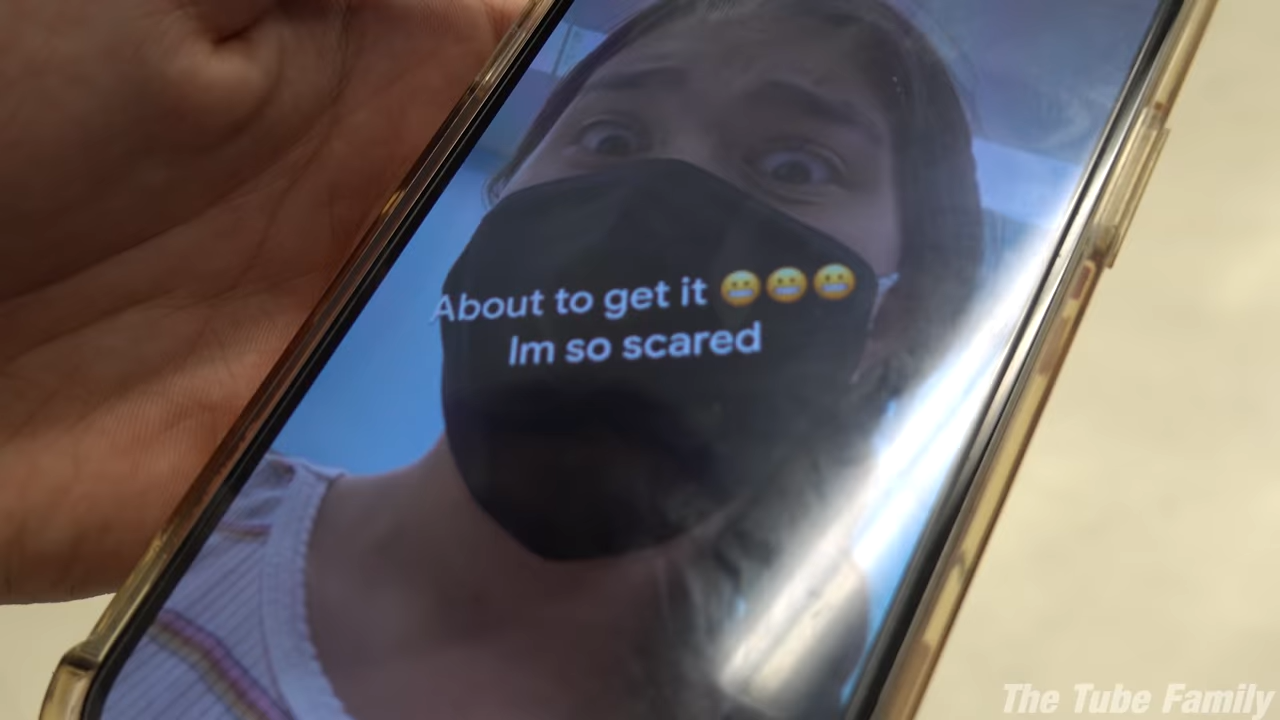 About to get it 😬😬😬
Im so scared
The Tube Family